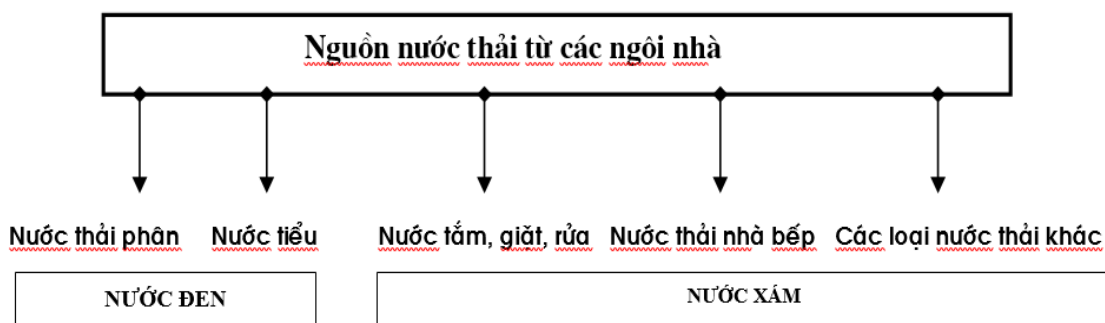 Nguồn nước thải từ các ngôi nhà
Nước thải phân Nước tiểu Nước tắm, giặt, rửa Nước thải nhà bếp Các loại nước thải khác
NƯỚC ĐEN NƯỚC XÁM